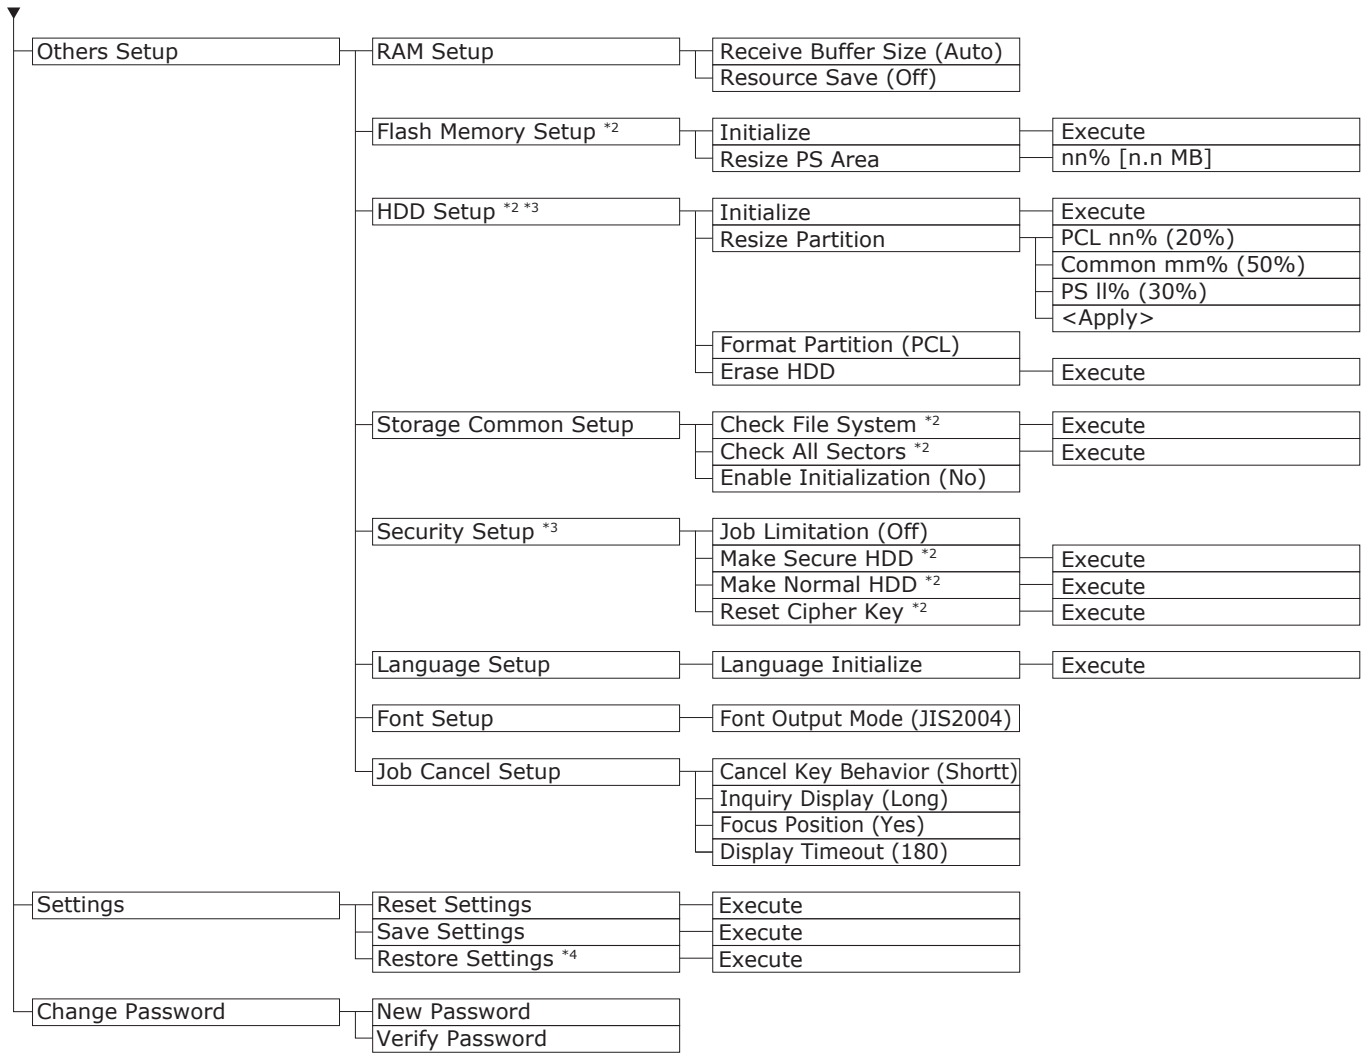 Others Setup RAM Setup Receive Buffer Size (Auto)
Resource Save (Off)
Flash Memory Setup *2 Initialize Execute
Resize PS Area nn% [n.n MB]
HDD Setup *2 *3 Initialize Execute
Resize Partition PCL nn% (20%)
Common mm% (50%)
PS ll% (30%)
<Apply>
Format Partition (PCL)
Erase HDD Execute
Storage Common Setup Check File System *2 Execute
Check All Sectors *2 Execute
Enable Initialization (No)
Security Setup *3 Job Limitation (Off)
Make Secure HDD *2 Execute
Make Normal HDD *2 Execute
Reset Cipher Key *2 Execute
Language Setup Language Initialize Execute
Font Setup Font Output Mode (JIS2004)
Job Cancel Setup Cancel Key Behavior (Shortt)
Inquiry Display (Long)
Focus Position (Yes)
Display Timeout (180)
Settings Reset Settings Execute
Save Settings Execute
Restore Settings *4 Execute
Change Password New Password
Verify Password